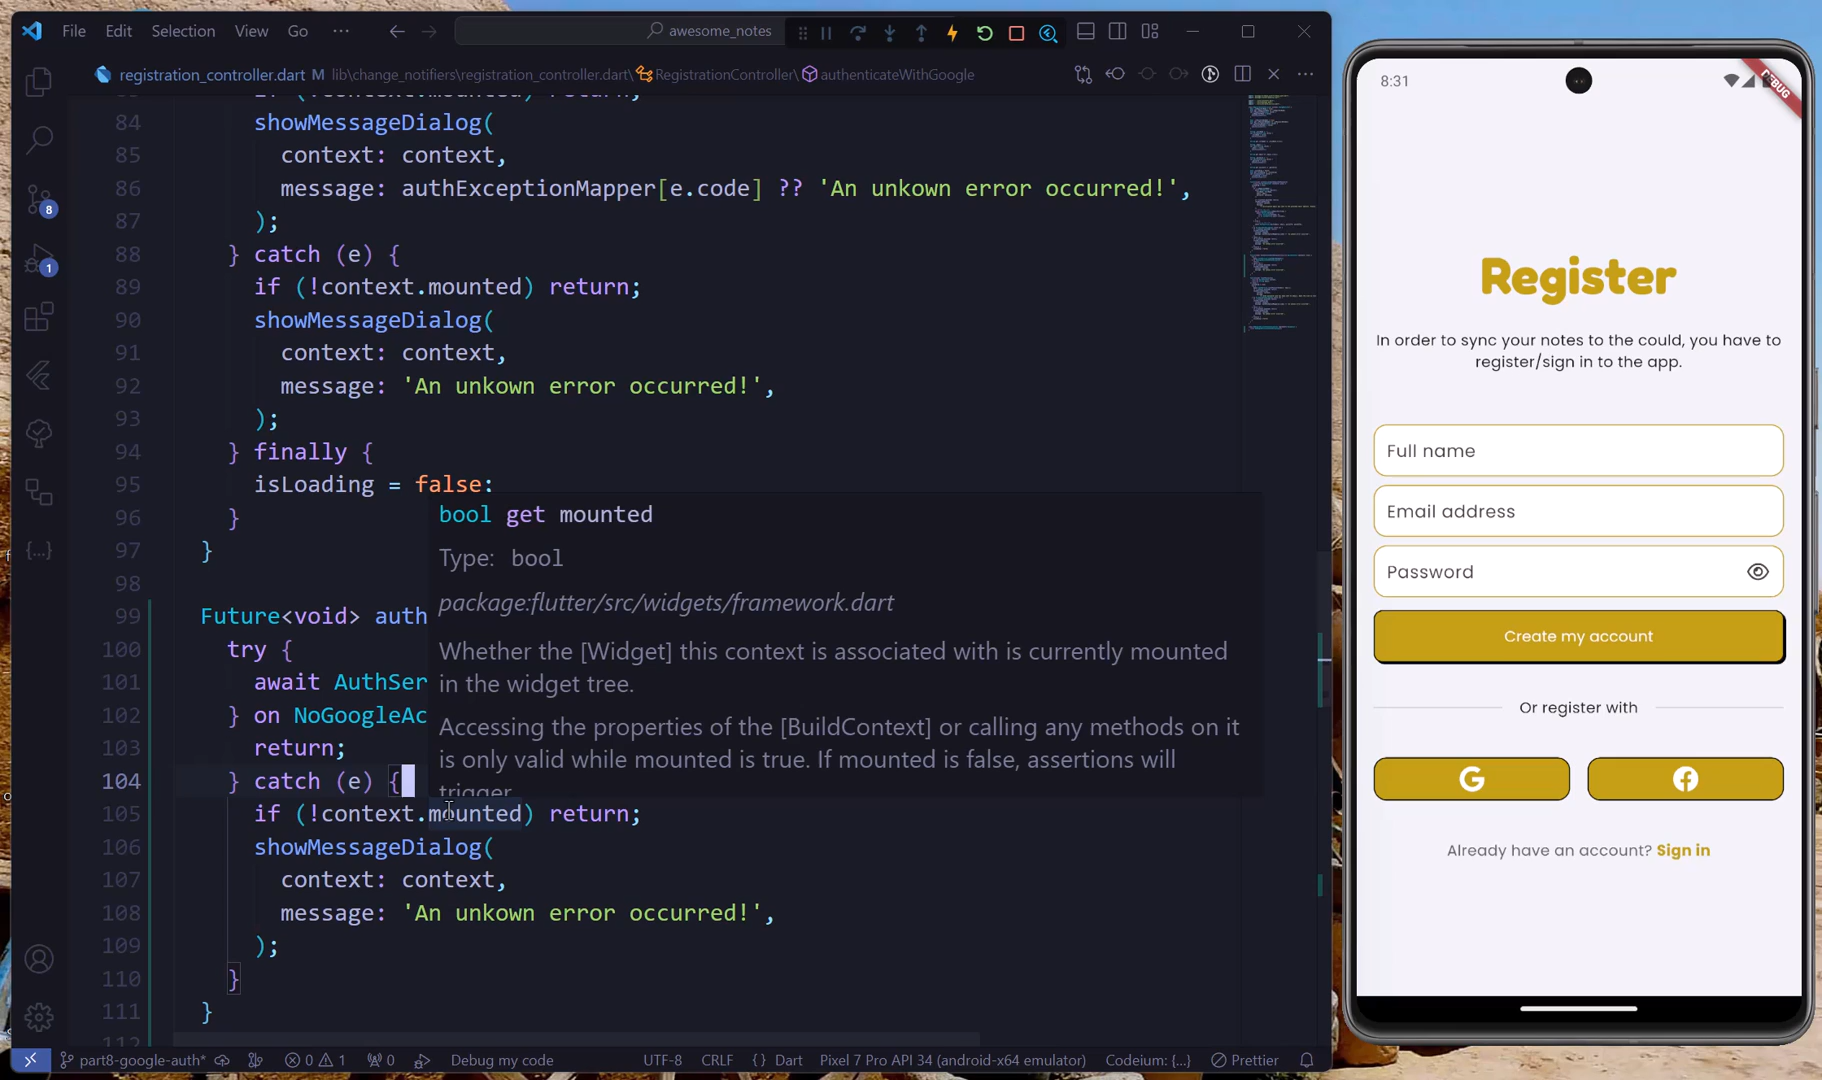 File Edit Selection View Go ··· awesome_notes
registration_controller.dart M lib\change_notifiers\registration_controller.dart\ RegistrationController\ authenticateWithGoogle
84 showMessageDialog(
85 context: context,
86 message: authExceptionMapper[e.code] ?? 'An unkown error occurred!',
87 );
88 } catch (e) {
89 if (!context.mounted) return;
90 showMessageDialog(
91 context: context,
92 message: 'An unkown error occurred!',
93 );
94 } finally {
95 isLoading = false;
96 }
97 }
98
99 Future<void> auth
100 try {
101 await AuthSer
102 } on NoGoogleAc
103 return;
104 } catch (e) {
105 if (!context.mounted) return;
106 showMessageDialog(
107 context: context,
108 message: 'An unkown error occurred!',
109 );
110 }
111 }
112
bool get mounted
Type: bool
package:flutter/src/widgets/framework.dart
Whether the [Widget] this context is associated with is currently mounted
in the widget tree.
Accessing the properties of the [BuildContext] or calling any methods on it
is only valid while mounted is true. If mounted is false, assertions will
trigger
8
1
part8-google-auth* 0 1 0 Debug my code UTF-8 CRLF {} Dart Pixel 7 Pro API 34 (android-x64 emulator) Codeium: {...} Prettier
8:31
DEBUG
Register
In order to sync your notes to the could, you have to
register/sign in to the app.
Full name
Email address
Password
Create my account
Or register with
G f
Already have an account? Sign in